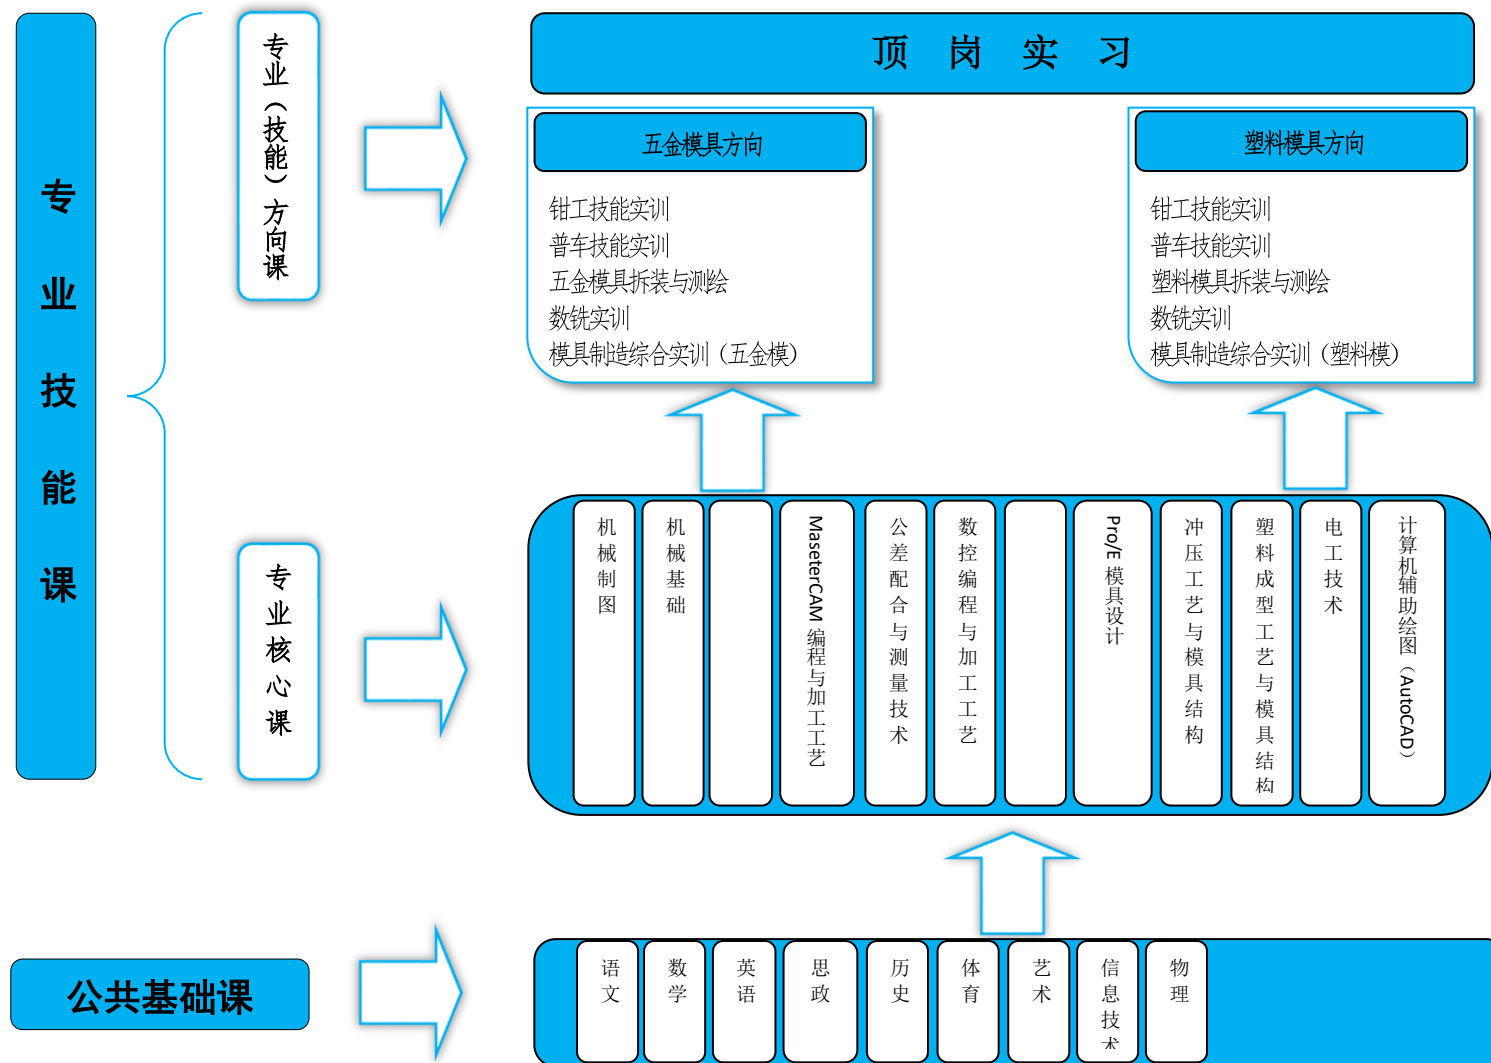 专业技能课
专业（技能）方向课
顶岗实习
五金模具方向
钳工技能实训
普车技能实训
五金模具拆装与测绘
数铣实训
模具制造综合实训（五金模）
塑料模具方向
钳工技能实训
普车技能实训
塑料模具拆装与测绘
数铣实训
模具制造综合实训（塑料模）
专业核心课
机械制图
机械基础
MaseterCAM 编程与加工工艺
公差配合与测量技术
数控编程与加工工艺
Pro/E 模具设计
冲压工艺与模具结构
塑料成型工艺与模具结构
电工技术
计算机辅助绘图（AutoCAD）
公共基础课
语文
数学
英语
思政
历史
体育
艺术
信息技术
物理